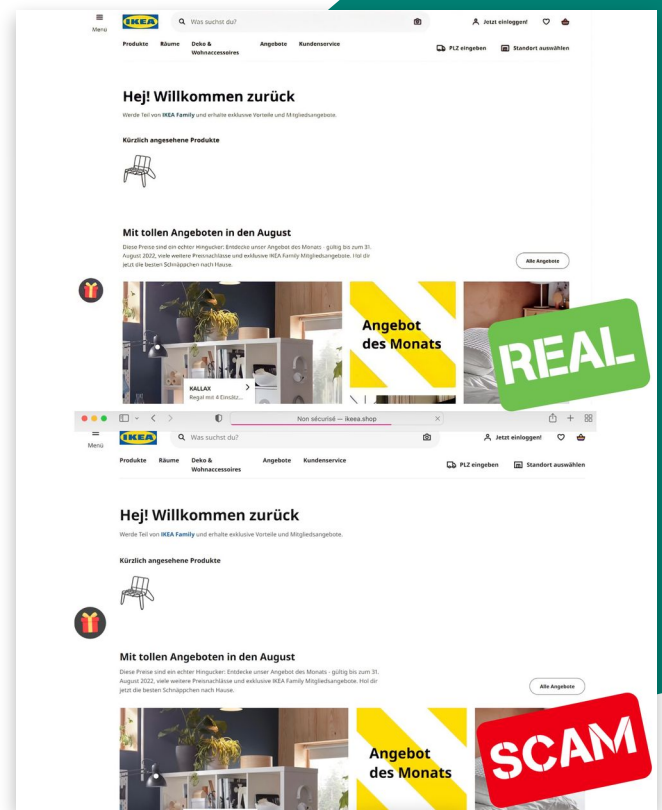 IKEA Was suchst du? Jetzt einloggen!
Menü
Produkte Räume Deko & Angebote Kundenservice PLZ eingeben Standort auswählen
Wohnaccessoires
Hej! Willkommen zurück
Werde Teil von IKEA Family und erhalte exklusive Vorteile und Mitgliedsangebote.
Kürzlich angesehene Produkte
Mit tollen Angeboten in den August
Diese Preise sind ein echter Hingucker: Entdecke unser Angebot des Monats - gültig bis zum 31.
August 2022, viele weitere Preisnachlässe und exklusive IKEA Family Mitgliedsangebote. Hol dir
jetzt die besten Schnäppchen nach Hause.
Alle Angebote
Angebot
des Monats
KALLAX
Regal mit 4 Einsätz...
REAL
Non sécurisé — ikeea.shop
IKEA Was suchst du? Jetzt einloggen!
Menü
Produkte Räume Deko & Angebote Kundenservice PLZ eingeben Standort auswählen
Wohnaccessoires
Hej! Willkommen zurück
Werde Teil von IKEA Family und erhalte exklusive Vorteile und Mitgliedsangebote.
Kürzlich angesehene Produkte
Mit tollen Angeboten in den August
Diese Preise sind ein echter Hingucker: Entdecke unser Angebot des Monats - gültig bis zum 31.
August 2022, viele weitere Preisnachlässe und exklusive IKEA Family Mitgliedsangebote. Hol dir
jetzt die besten Schnäppchen nach Hause.
Alle Angebote
Angebot
des Monats
SCAM